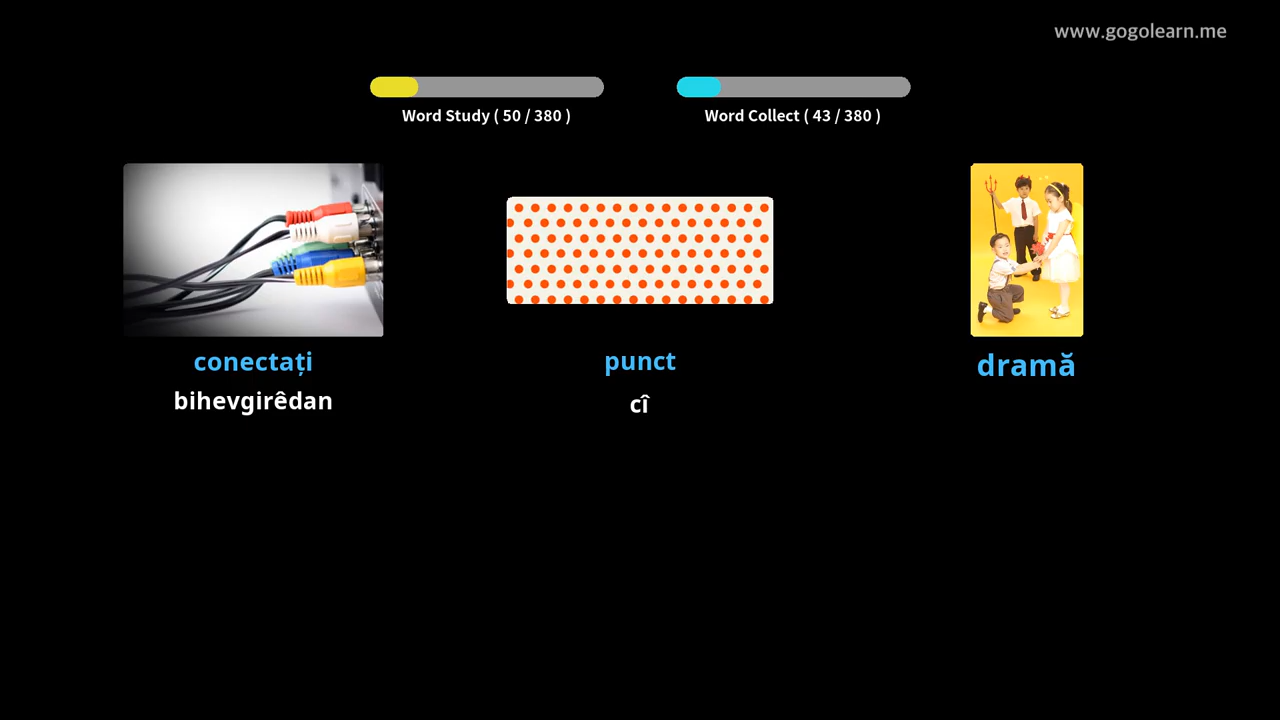 www.gogolearn.me
Word Study ( 50 / 380 )
Word Collect ( 43 / 380 )
conectați
bihevgirêdan
punct
cî
dramă